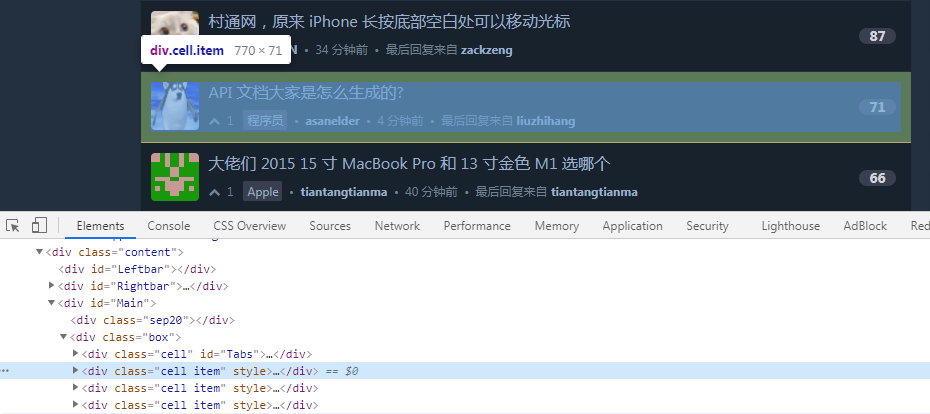 村通网，原来 iPhone 长按底部空白处可以移动光标
87
div.cell.item 770 × 71
N • 34 分钟前 • 最后回复来自 zackzeng
API 文档大家是怎么生成的?
71
1 程序员 • asanelder • 4 分钟前 • 最后回复来自 liuzhihang
大佬们 2015 15 寸 MacBook Pro 和 13 寸金色 M1 选哪个
66
1 Apple • tiantangtianma • 40 分钟前 • 最后回复来自 tiantangtianma
Elements Console CSS Overview Sources Network Performance Memory Application Security Lighthouse AdBlock Red
<div class="content">
<div id="Leftbar"></div>
<div id="Rightbar">…</div>
<div id="Main">
<div class="sep20"></div>
<div class="box">
<div class="cell" id="Tabs">…</div>
<div class="cell item" style>…</div> == $0
<div class="cell item" style>…</div>
<div class="cell item" style>…</div>